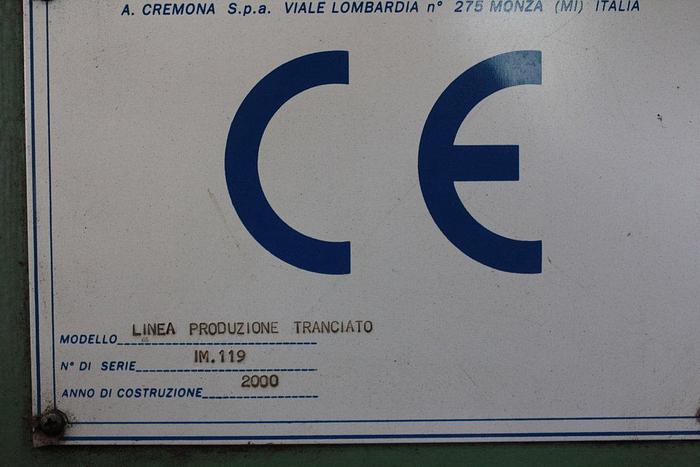 A. CREMONA S.p.a. VIALE LOMBARDIA n° 275 MONZA (MI) ITALIA
CE
MODELLO LINEA PRODUZIONE TRANCIATO
N° DI SERIE IM.119
ANNO DI COSTRUZIONE 2000